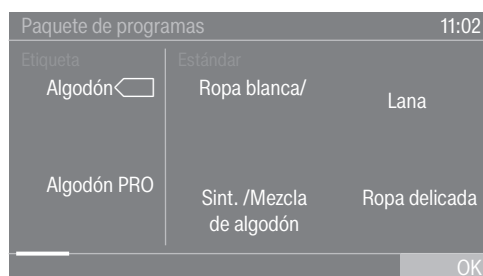 Paquete de programas 11:02
Etiqueta Estándar
Algodón Ropa blanca/ Lana
Algodón PRO Sint. /Mezcla de algodón Ropa delicada
OK